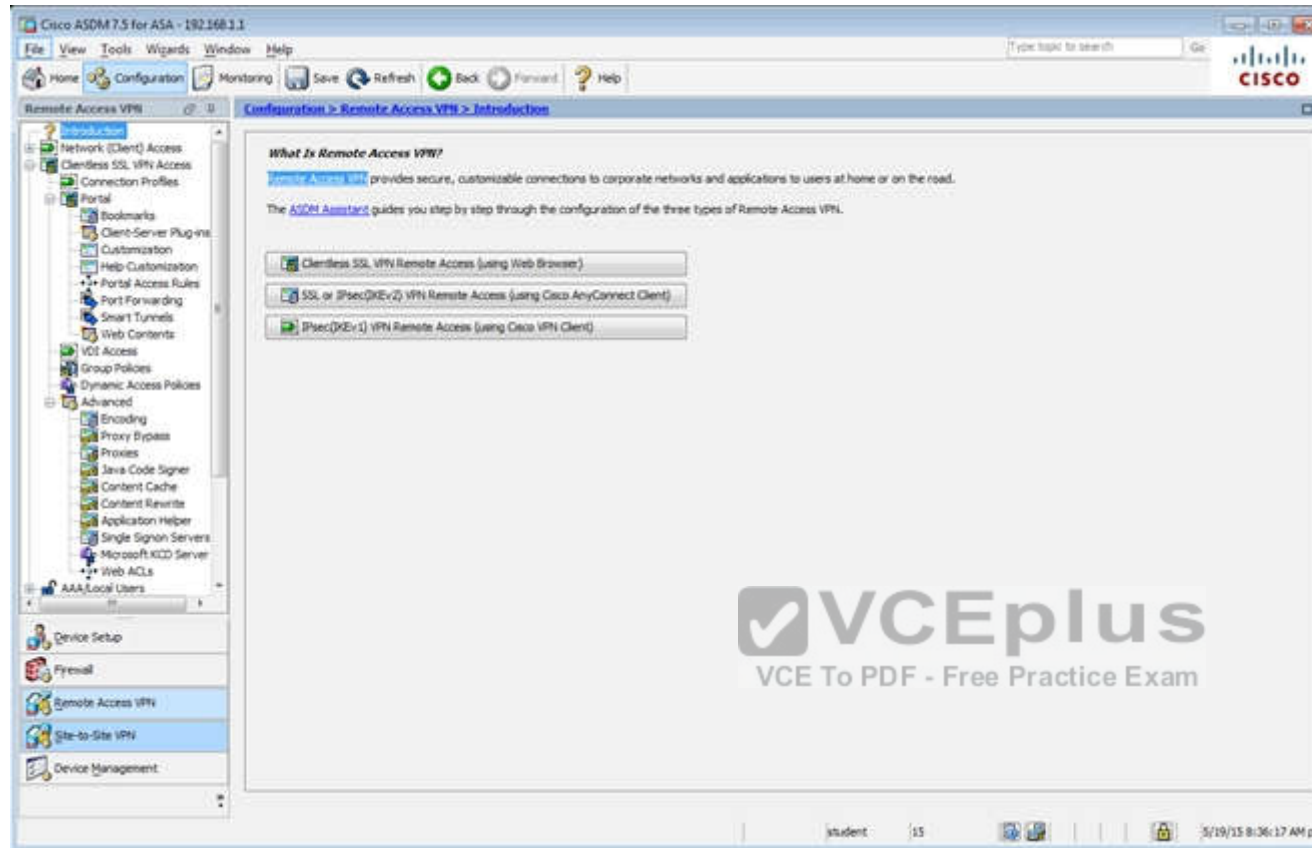 Cisco ASDM 7.5 for ASA - 192.168.1.1
File View Tools Wizards Window Help
Type topic to search Go
Home Configuration Monitoring Save Refresh Back Forward Help
CISCO
Remote Access VPN
Configuration > Remote Access VPN > Introduction
Introduction
Network (Client) Access
Clientless SSL VPN Access
Connection Profiles
Portal
Bookmarks
Client-Server Plug-ins
Customization
Help Customization
Portal Access Rules
Port Forwarding
Smart Tunnels
Web Contents
VDI Access
Group Policies
Dynamic Access Policies
Advanced
Encoding
Proxy Bypass
Proxies
Java Code Signer
Content Cache
Content Rewrite
Application Helper
Single Signon Servers
Microsoft KCD Server
Web ACLs
AAA/Local Users
Device Setup
Firewall
Remote Access VPN
Site-to-Site VPN
Device Management
What Is Remote Access VPN?
Remote Access VPN provides secure, customizable connections to corporate networks and applications to users at home or on the road.
The ASDM Assistant guides you step by step through the configuration of the three types of Remote Access VPN.
Clientless SSL VPN Remote Access (using Web Browser)
SSL or IPsec(IKEv2) VPN Remote Access (using Cisco AnyConnect Client)
IPsec(IKEv1) VPN Remote Access (using Cisco VPN Client)
VCEplus
VCE To PDF - Free Practice Exam
student 15 5/19/15 8:36:17 AM